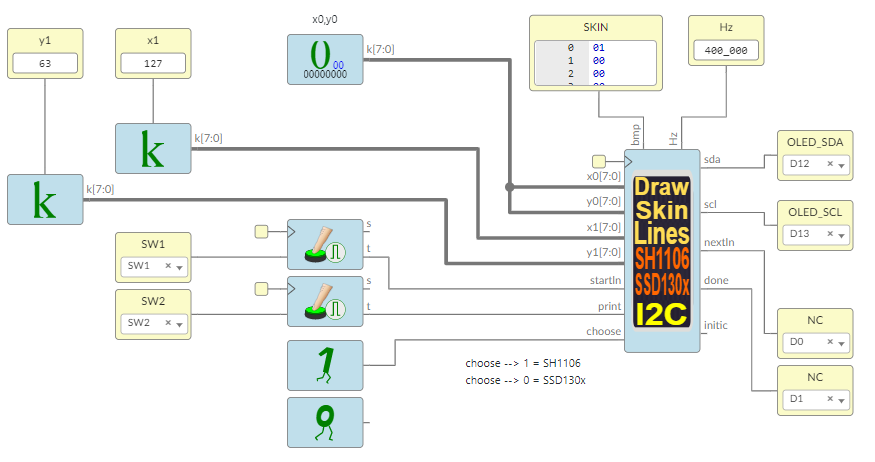 x0,y0
y1
63
x1
127
0
00
00000000
k[7:0]
SKIN
0 01
1 00
2 00
Hz
400_000
k
k[7:0]
k
k[7:0]
bmp
Hz
x0[7:0]
y0[7:0]
x1[7:0]
y1[7:0]
startln
print
choose
Draw
Skin
Lines
SH1106
SSD130x
I2C
sda
scl
nextln
done
initic
OLED_SDA
D12
OLED_SCL
D13
NC
D0
NC
D1
SW1
SW1
s
t
SW2
SW2
s
t
1
0
choose --> 1 = SH1106
choose --> 0 = SSD130x